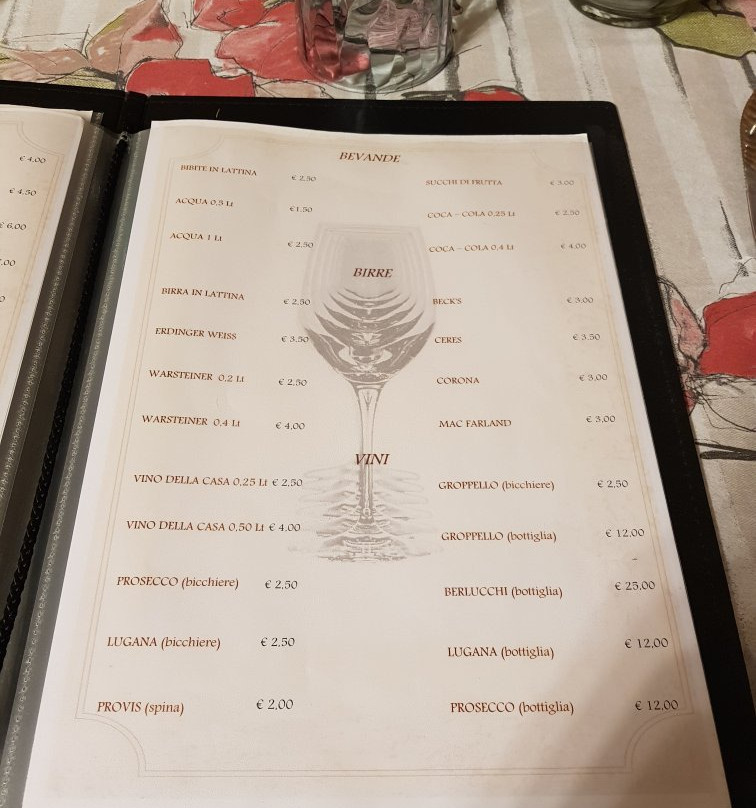 € 4,00
€ 4,50
€ 6,00
BEVANDE
BIBITE IN LATTINA € 2,50 SUCCHI DI FRUTTA € 3,00
ACQUA 0,5 Lt €1,50 COCA – COLA 0,25 Lt € 2,50
ACQUA 1 Lt € 2,50 COCA – COLA 0,4 Lt € 4,00
BIRRE
BIRRA IN LATTINA € 2,50 BECK'S € 3,00
ERDINGER WEISS € 3,50 CERES € 3,50
WARSTEINER 0,2 Lt € 2,50 CORONA € 3,00
WARSTEINER 0,4 Lt € 4,00 MAC FARLAND € 3,00
VINI
VINO DELLA CASA 0,25 Lt € 2,50 GROPPELLO (bicchiere) € 2,50
VINO DELLA CASA 0,50 Lt € 4,00 GROPPELLO (bottiglia) € 12,00
PROSECCO (bicchiere) € 2,50 BERLUCCHI (bottiglia) € 25,00
LUGANA (bicchiere) € 2,50 LUGANA (bottiglia) € 12,00
PROVIS (spina) € 2,00 PROSECCO (bottiglia) € 12,00